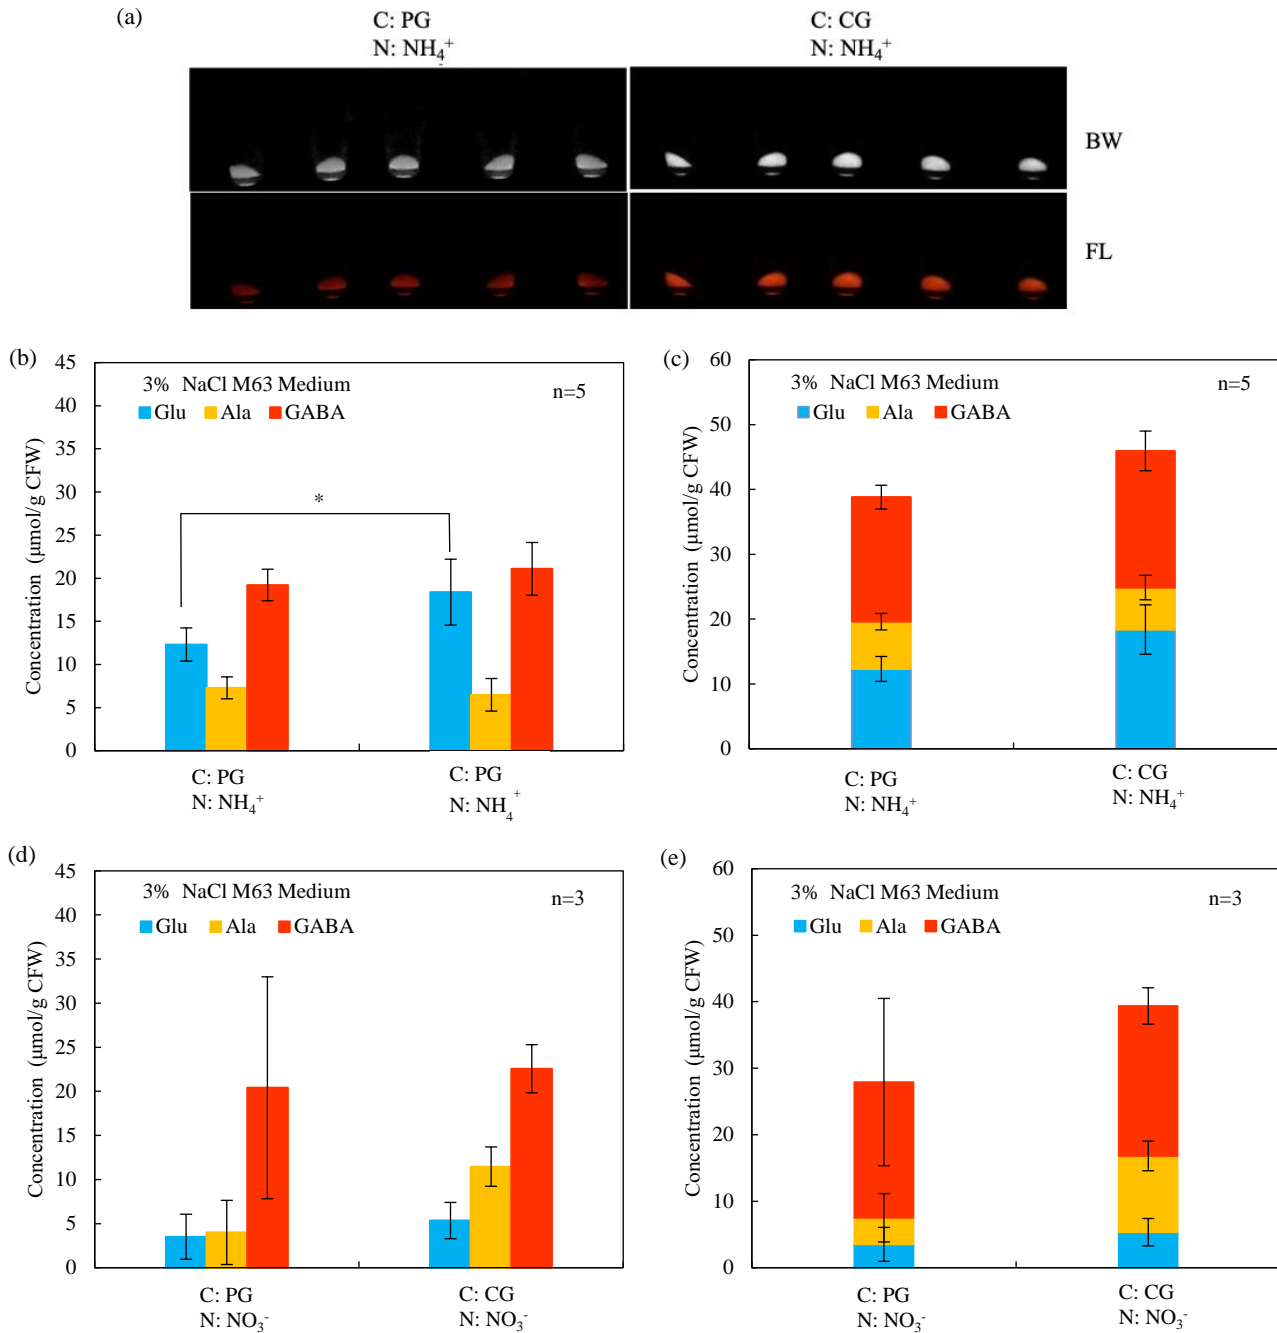 (a)
C: PG
N: NH₄⁺
C: CG
N: NH₄⁺
BW
FL
(b)
45
40
35
30
25
20
15
10
5
0
Concentration (μmol/g CFW)
3% NaCl M63 Medium
n=5
Glu Ala GABA
*
C: PG
N: NH₄⁺
C: PG
N: NH₄⁺
(c)
60
50
40
30
20
10
0
Concentration (μmol/g CFW)
3% NaCl M63 Medium
n=5
Glu Ala GABA
C: PG
N: NH₄⁺
C: CG
N: NH₄⁺
(d)
45
40
35
30
25
20
15
10
5
0
Concentration (μmol/g CFW)
3% NaCl M63 Medium
n=3
Glu Ala GABA
C: PG
N: NO₃⁻
C: CG
N: NO₃⁻
(e)
60
50
40
30
20
10
0
Concentration (μmol/g CFW)
3% NaCl M63 Medium
n=3
Glu Ala GABA
C: PG
N: NO₃⁻
C: CG
N: NO₃⁻